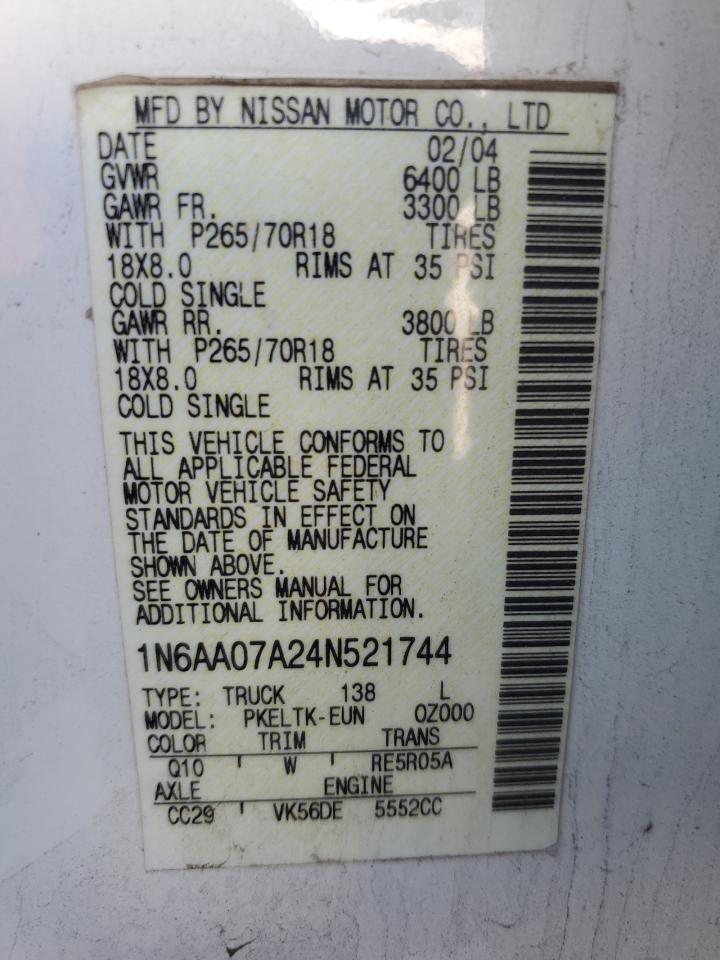 MFD BY NISSAN MOTOR CO., LTD
DATE 02/04
GVWR 6400 LB
GAWR FR. 3300 LB
WITH P265/70R18 TIRES
18X8.0 RIMS AT 35 PSI
COLD SINGLE
GAWR RR. 3800 LB
WITH P265/70R18 TIRES
18X8.0 RIMS AT 35 PSI
COLD SINGLE
THIS VEHICLE CONFORMS TO
ALL APPLICABLE FEDERAL
MOTOR VEHICLE SAFETY
STANDARDS IN EFFECT ON
THE DATE OF MANUFACTURE
SHOWN ABOVE.
SEE OWNERS MANUAL FOR
ADDITIONAL INFORMATION.
1N6AA07A24N521744
TYPE: TRUCK 138 L
MODEL: PKELTK-EUN 0Z000
COLOR TRIM TRANS
Q10 W RE5R05A
AXLE ENGINE
CC29 VK56DE 5552CC